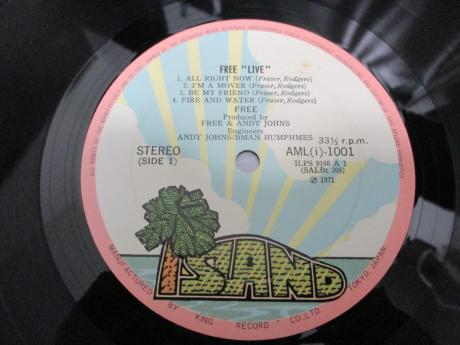 FREE "LIVE"
1. ALL RIGHT NOW (Fraser, Rodgers)
2. I'M A MOVER (Fraser, Rodgers)
3. BE MY FRIEND (Fraser, Rodgers)
4. FIRE AND WATER (Fraser, Rodgers)
FREE
Produced by
FREE & ANDY JOHNS
Engineers
ANDY JOHNS/BMAN HUMPHMES
33⅓ r.p.m.
STEREO
(SIDE 1)
AML(i)-1001
ILPS 9160 A 1
(SALBt 309)
℗ 1971
ISLAND
MANUFACTURED BY KING RECORD CO., LTD. TOKYO, JAPAN.